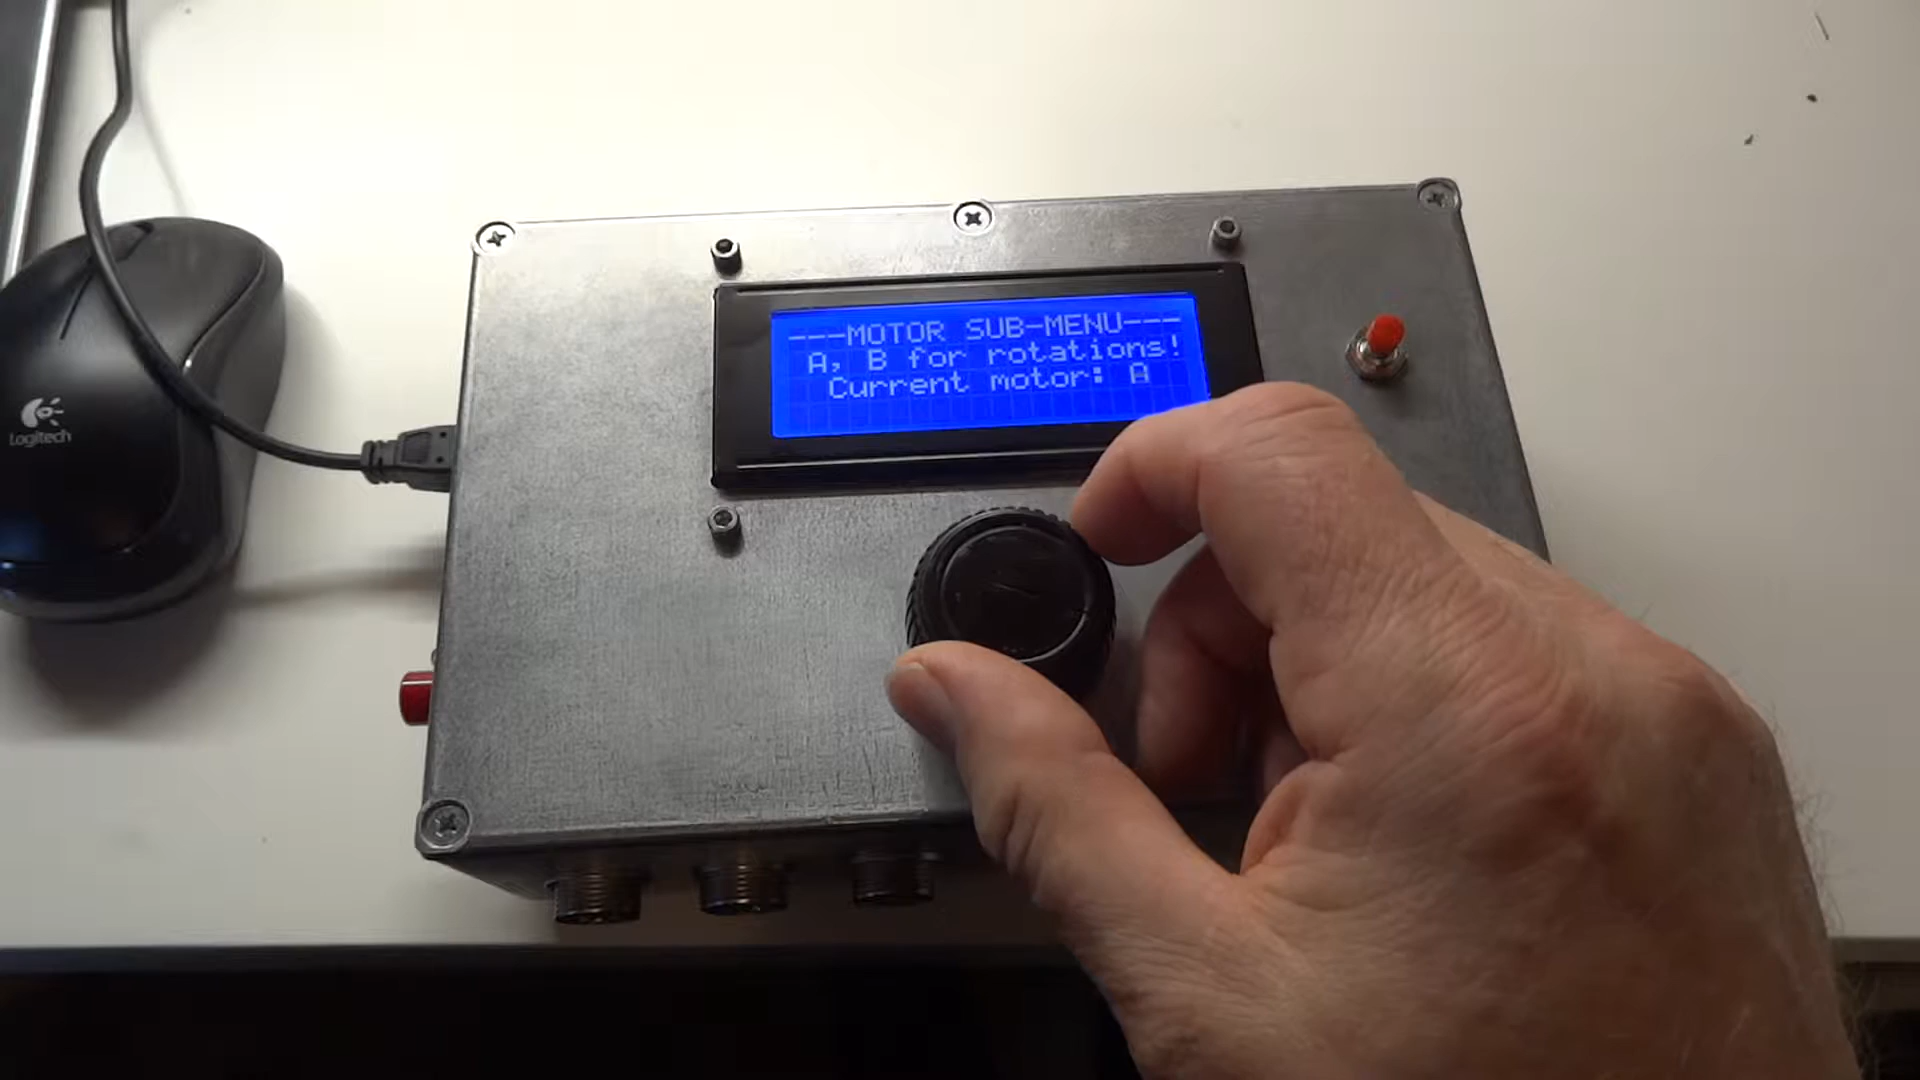 ---MOTOR SUB-MENU---
A, B for rotations!
Current motor: A
Logitech